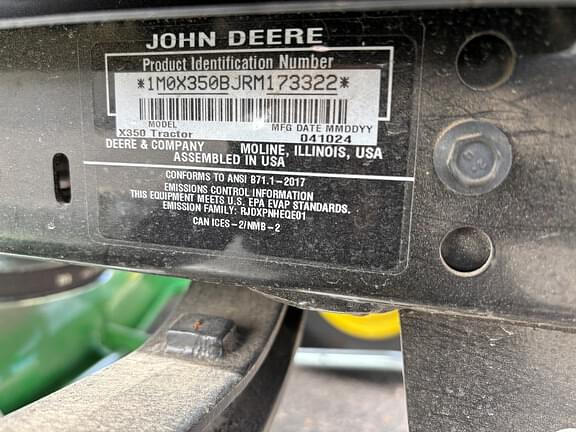 JOHN DEERE
Product Identification Number
*1M0X350BJRM173322*
MODEL MFG DATE MMDDYY
X350 Tractor 041024
DEERE & COMPANY MOLINE, ILLINOIS, USA
ASSEMBLED IN USA
CONFORMS TO ANSI B71.1-2017
EMISSIONS CONTROL INFORMATION
THIS EQUIPMENT MEETS U.S. EPA EVAP STANDARDS.
EMISSION FAMILY: RJDXPNHEQE01
CAN ICES-2/NMB-2